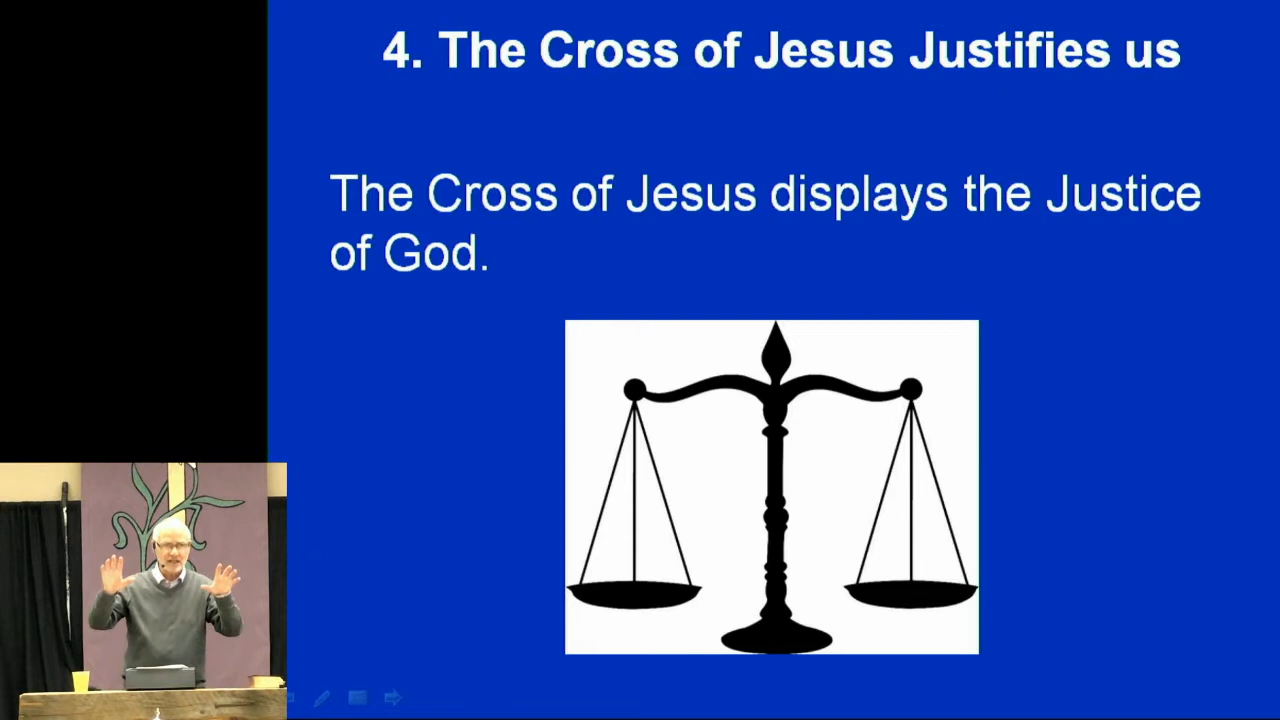 4. The Cross of Jesus Justifies us
The Cross of Jesus displays the Justice
of God.